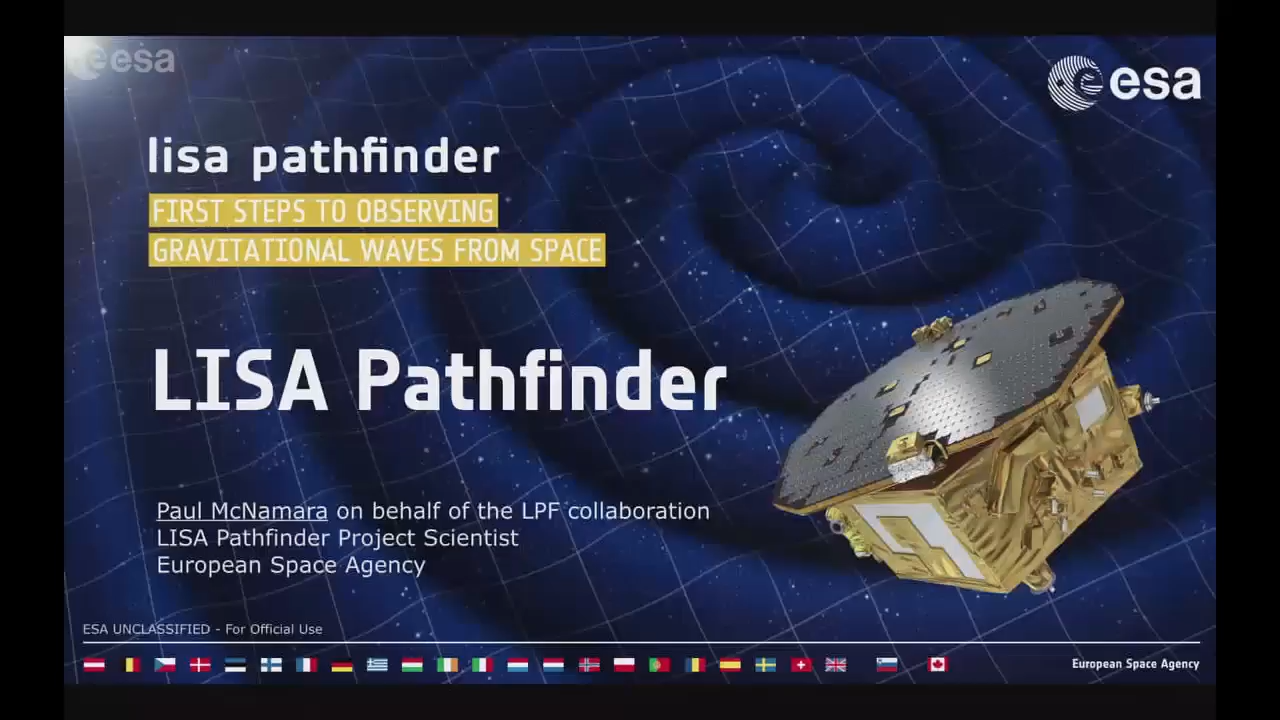 esa
esa
lisa pathfinder
FIRST STEPS TO OBSERVING
GRAVITATIONAL WAVES FROM SPACE
LISA Pathfinder
Paul McNamara on behalf of the LPF collaboration
LISA Pathfinder Project Scientist
European Space Agency
ESA UNCLASSIFIED - For Official Use
European Space Agency